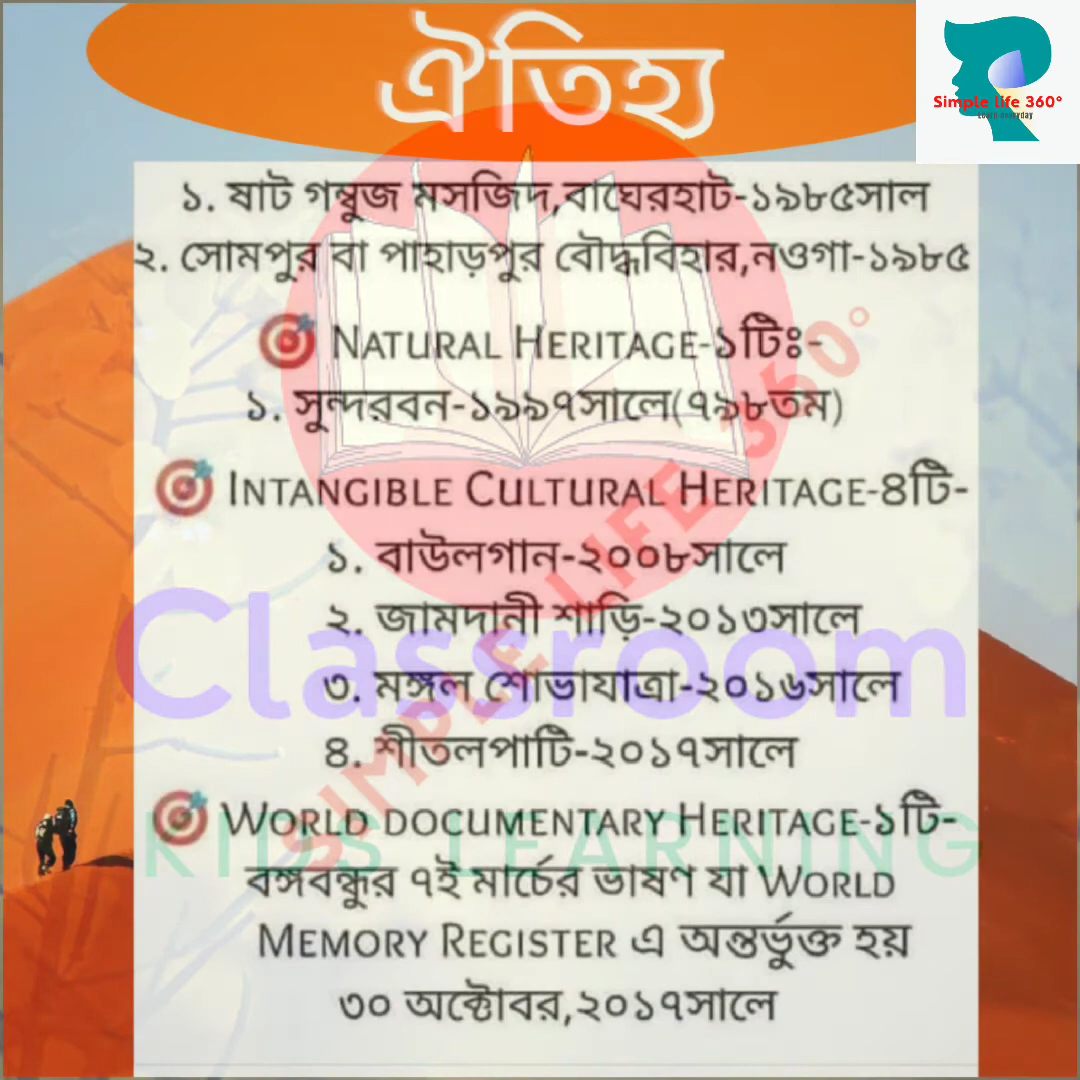 ঐতিহ্য
Simple life 360°
Learn everyday
১. ষাট গম্বুজ মসজিদ,বাঘেরহাট-১৯৮৫সাল
২. সোমপুর বা পাহাড়পুর বৌদ্ধবিহার,নওগা-১৯৮৫
NATURAL HERITAGE-১টিঃ-
১. সুন্দরবন-১৯৯৭সালে(৭৯৮তম)
INTANGIBLE CULTURAL HERITAGE-৪টি-
১. বাউলগান-২০০৮সালে
২. জামদানী শাড়ি-২০১৩সালে
৩. মঙ্গল শোভাযাত্রা-২০১৬সালে
৪. শীতলপাটি-২০১৭সালে
WORLD DOCUMENTARY HERITAGE-১টি-
বঙ্গবন্ধুর ৭ই মার্চের ভাষণ যা WORLD
MEMORY REGISTER এ অন্তর্ভুক্ত হয়
৩০ অক্টোবর,২০১৭সালে
Classroom
KIDS LEARNING
SIMPLE LIFE 360°